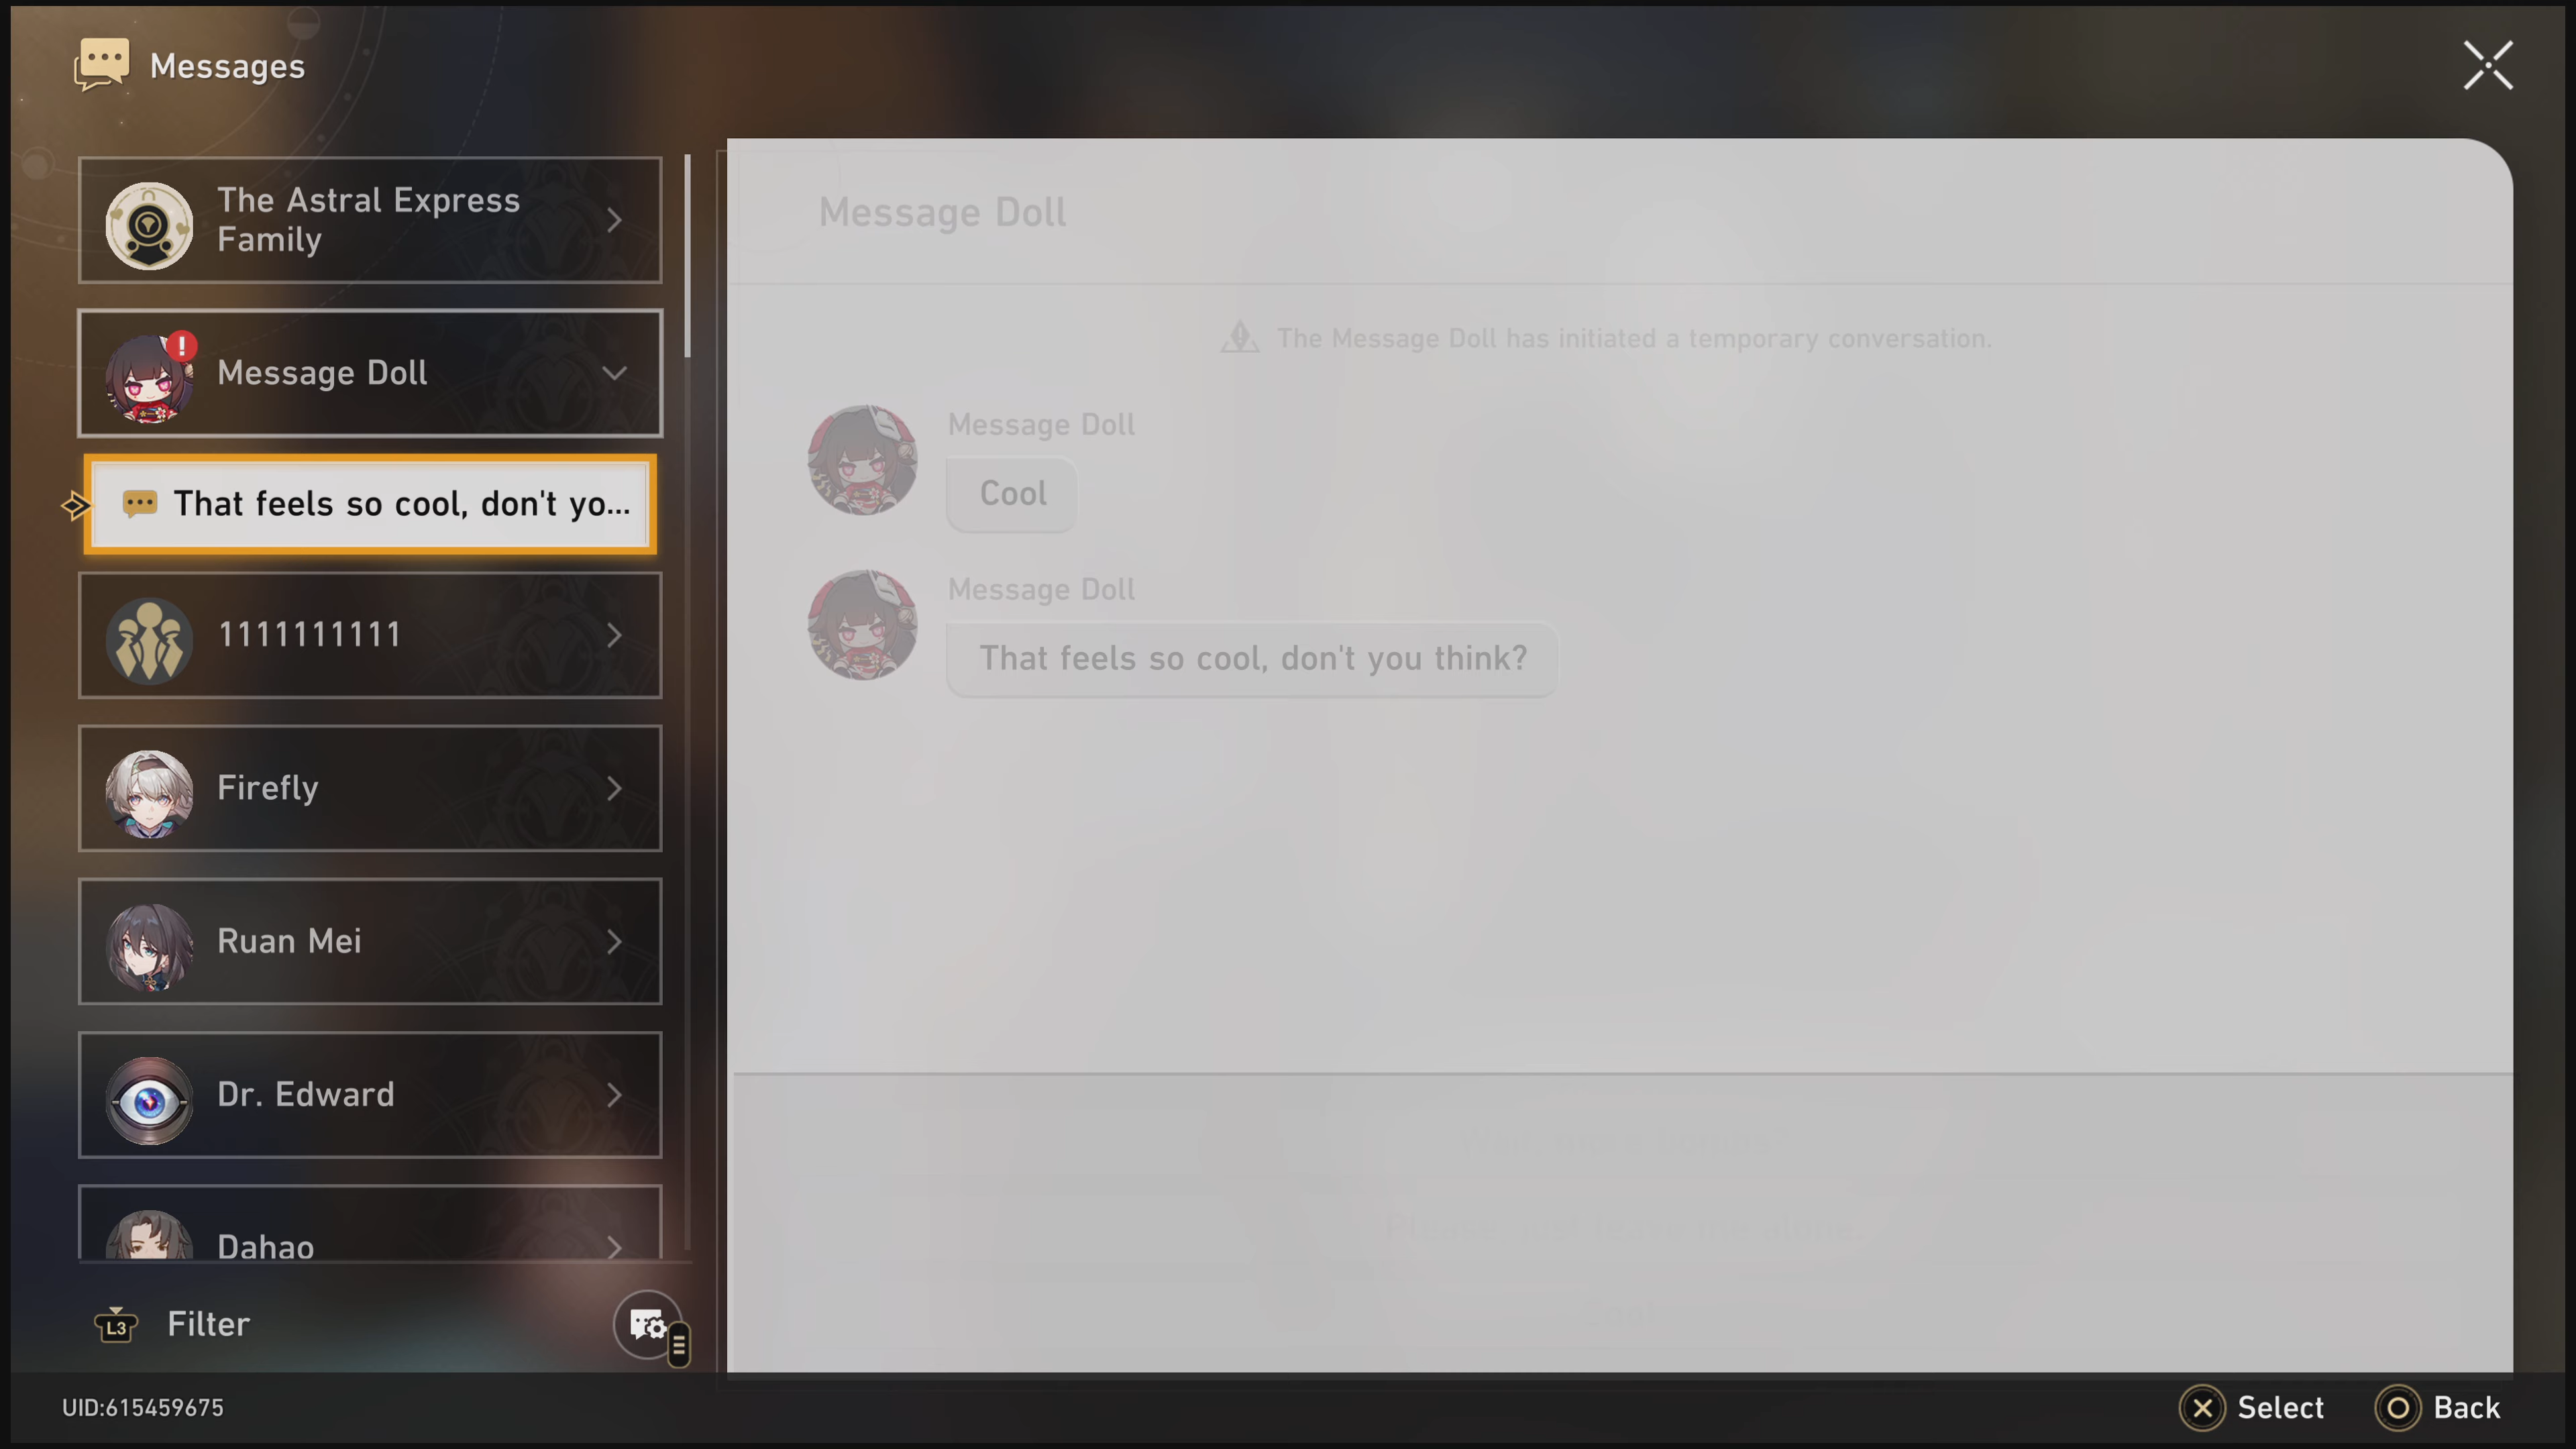 Messages
The Astral Express
Family
Message Doll
That feels so cool, don't yo...
1111111111
Firefly
Ruan Mei
Dr. Edward
Dahao
L3 Filter
UID:615459675
Message Doll
The Message Doll has initiated a temporary conversation.
Message Doll
Cool
Message Doll
That feels so cool, don't you think?
Select
Back